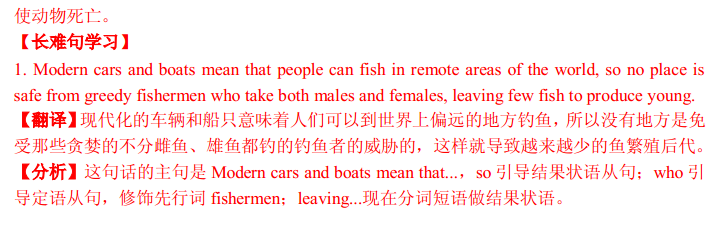 使动物死亡。
【长难句学习】
1. Modern cars and boats mean that people can fish in remote areas of the world, so no place is
safe from greedy fishermen who take both males and females, leaving few fish to produce young.
【翻译】现代化的车辆和船只意味着人们可以到世界上偏远的地方钓鱼，所以没有地方是免
受那些贪婪的不分雌鱼、雄鱼都钓的钓鱼者的威胁的，这样就导致越来越少的鱼繁殖后代。
【分析】这句话的主句是 Modern cars and boats mean that...，so 引导结果状语从句；who 引
导定语从句，修饰先行词 fishermen；leaving...现在分词短语做结果状语。